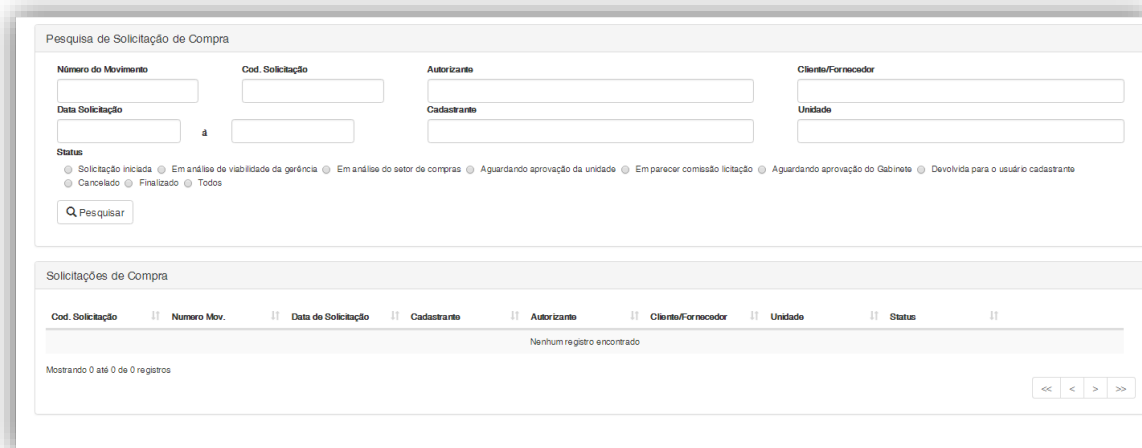 Pesquisa de Solicitação de Compra
Número do Movimento Cod. Solicitação Autorizante Cliente/Fornecedor
Data Solicitação Cadastrante Unidade
á
Status
Solicitação iniciada Em análise de viabilidade da gerência Em análise do setor de compras Aguardando aprovação da unidade Em parecer comissão licitação Aguardando aprovação do Gabinete Devolvida para o usuário cadastrante
Cancelado Finalizado Todos
Pesquisar
Solicitações de Compra
Cod. Solicitação Numero Mov. Data de Solicitação Cadastrante Autorizante Cliente/Fornecedor Unidade Status
Nenhum registro encontrado
Mostrando 0 até 0 de 0 registros
<< < > >>